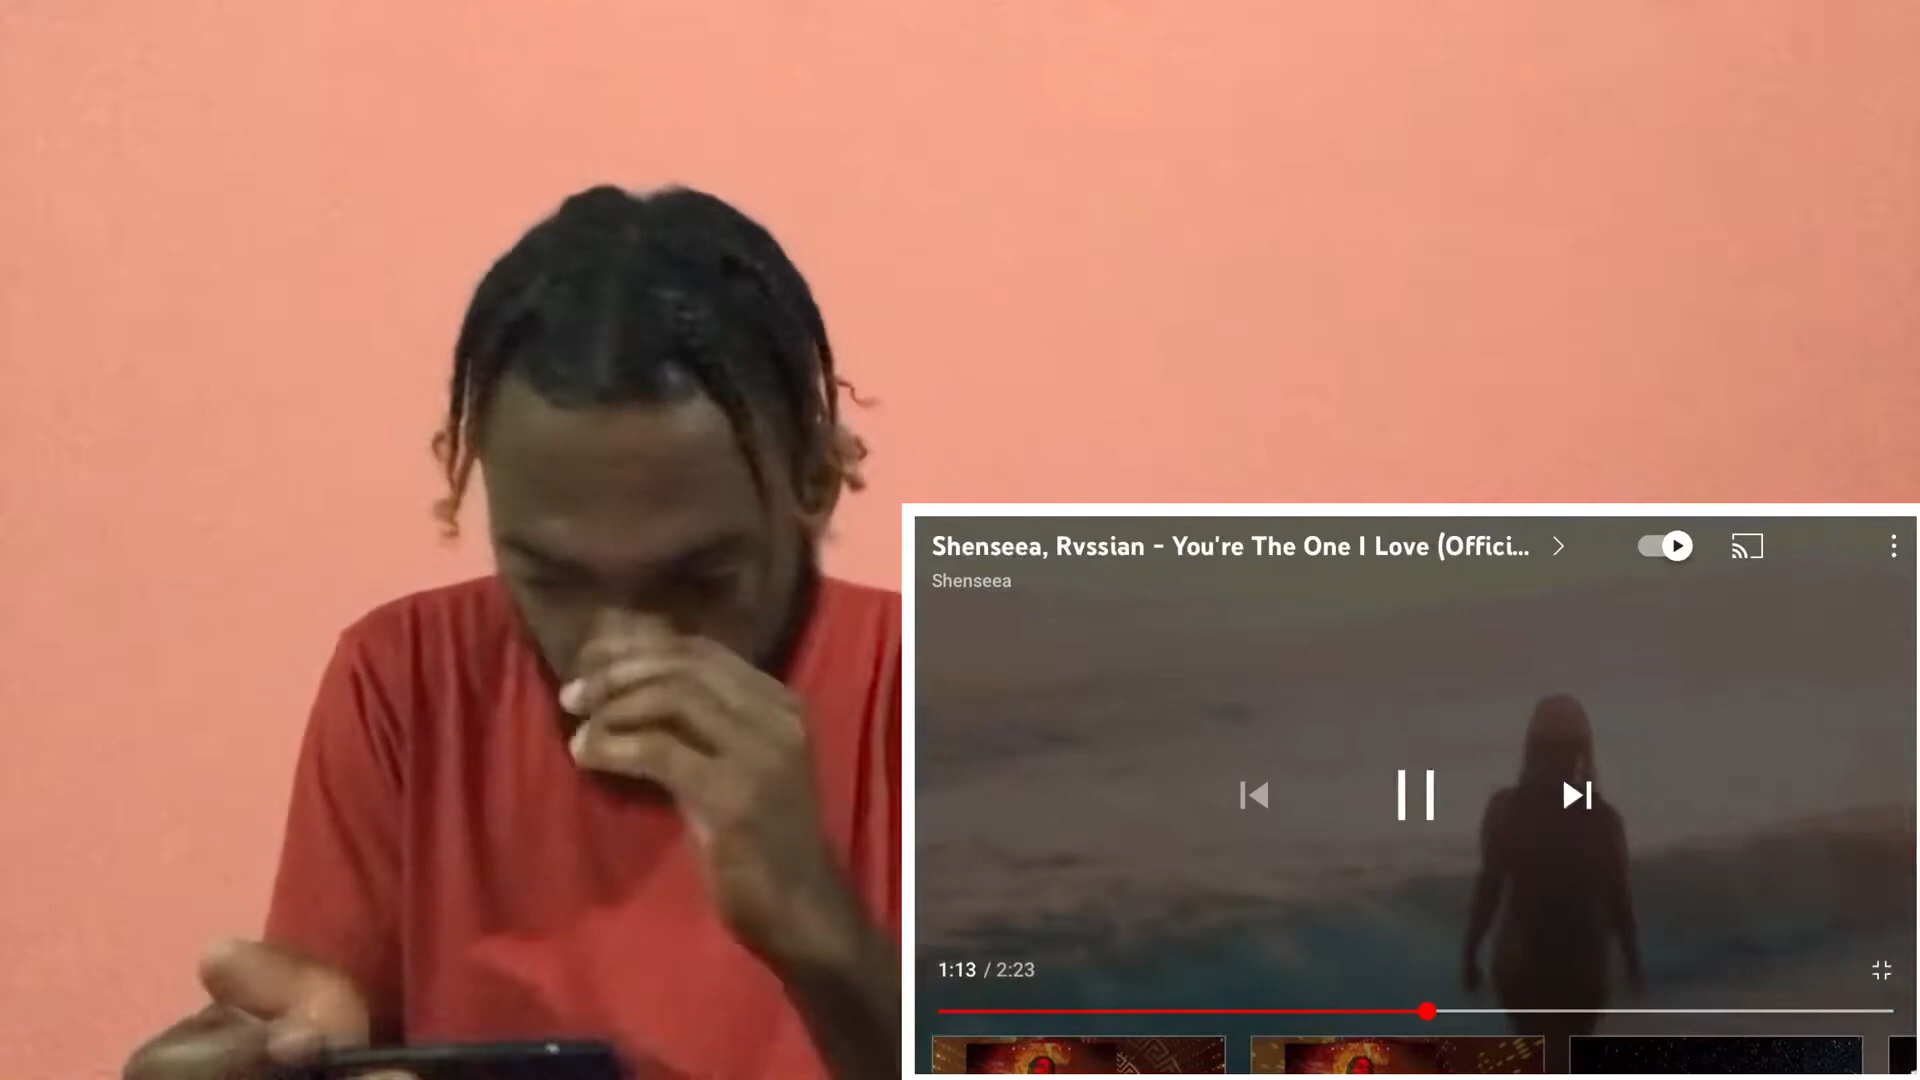 Shenseea, Rvssian - You're The One I Love (Offici...
Shenseea
1:13 / 2:23